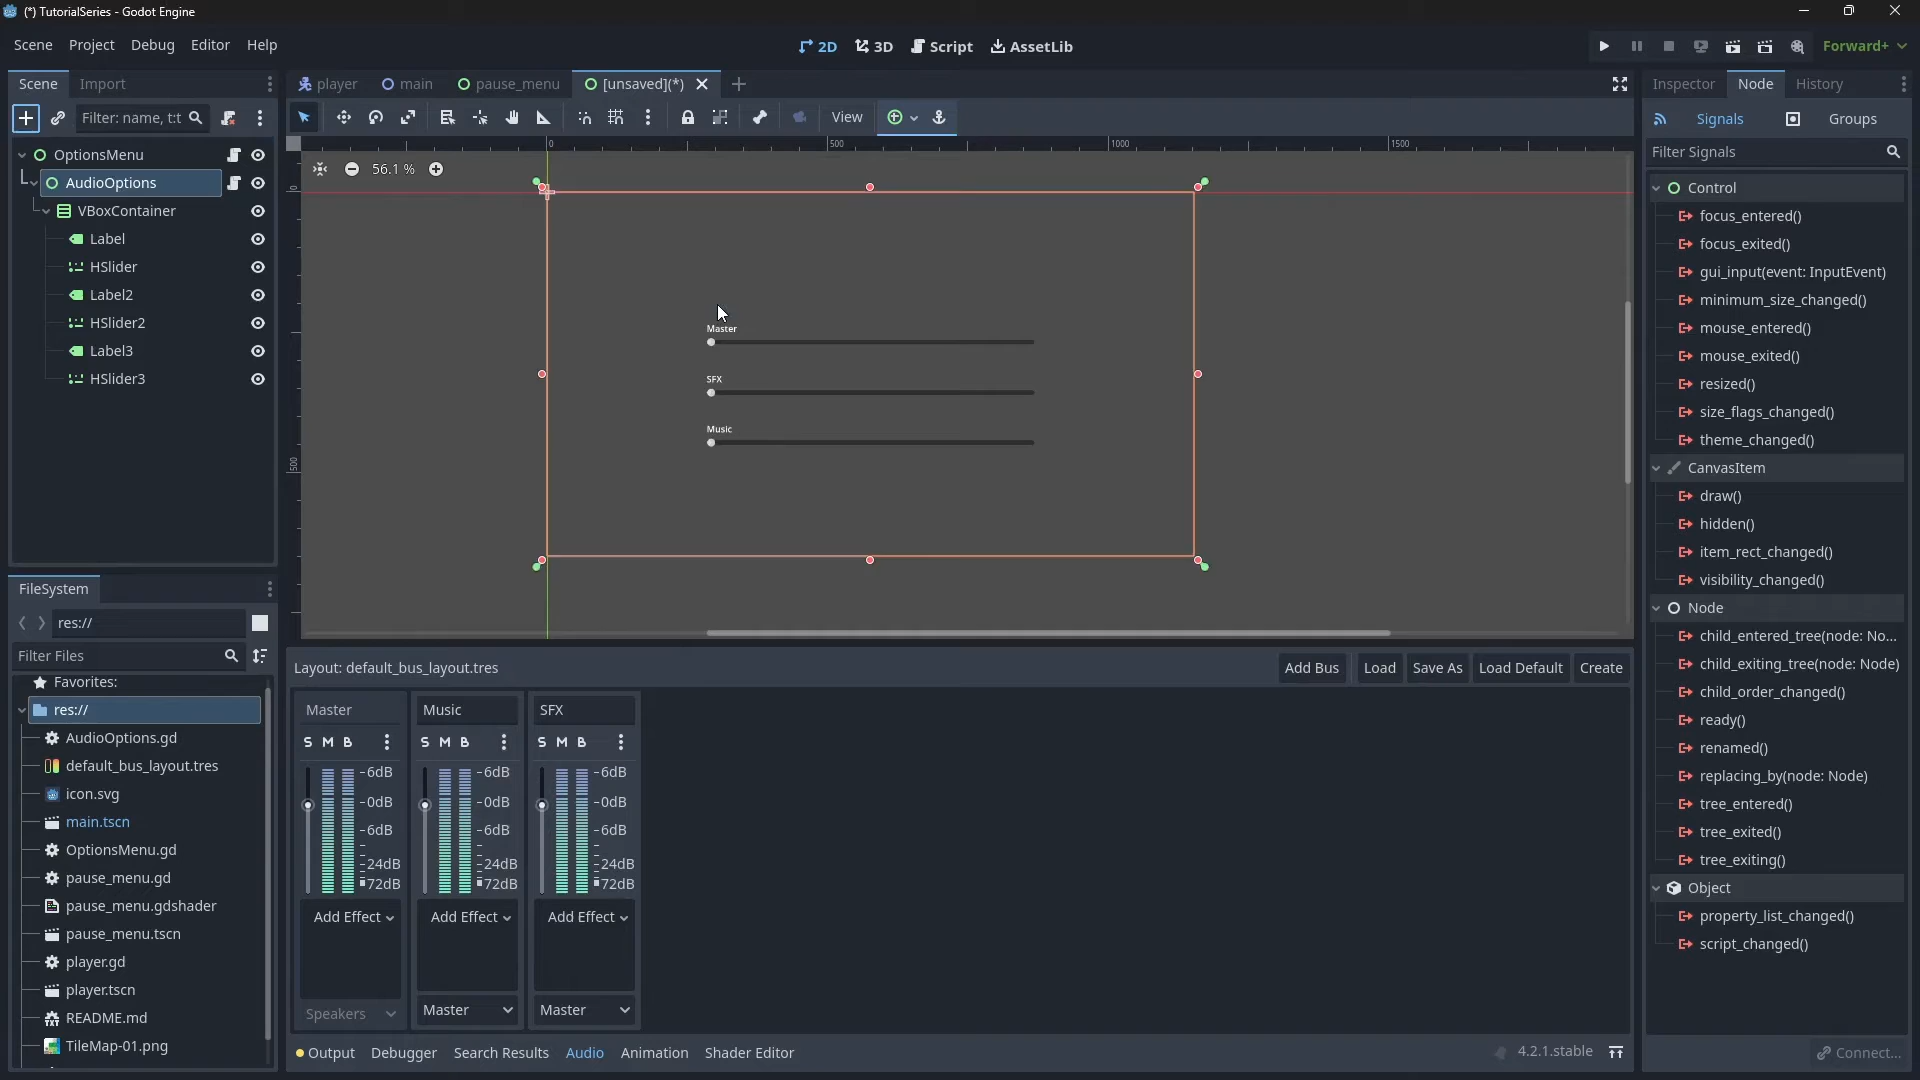 (*) TutorialSeries - Godot Engine
Scene Project Debug Editor Help
2D 3D Script AssetLib
Forward+
Scene Import
player main pause_menu [unsaved](*)
Inspector Node History
Filter: name, t:t
View
Signals Groups
Filter Signals
0 500 1000 1500
56.1 %
0
500
OptionsMenu
AudioOptions
VBoxContainer
Label
HSlider
Label2
HSlider2
Label3
HSlider3
Master
SFX
Music
Control
focus_entered()
focus_exited()
gui_input(event: InputEvent)
minimum_size_changed()
mouse_entered()
mouse_exited()
resized()
size_flags_changed()
theme_changed()
CanvasItem
draw()
hidden()
item_rect_changed()
visibility_changed()
Node
child_entered_tree(node: No...
child_exiting_tree(node: Node)
child_order_changed()
ready()
renamed()
replacing_by(node: Node)
tree_entered()
tree_exited()
tree_exiting()
Object
property_list_changed()
script_changed()
Connect...
FileSystem
res://
Filter Files
Favorites:
res://
AudioOptions.gd
default_bus_layout.tres
icon.svg
main.tscn
OptionsMenu.gd
pause_menu.gd
pause_menu.gdshader
pause_menu.tscn
player.gd
player.tscn
README.md
TileMap-01.png
Layout: default_bus_layout.tres
Add Bus Load Save As Load Default Create
Master Music SFX
S M B S M B S M B
-6dB -6dB -6dB
-0dB -0dB -0dB
-6dB -6dB -6dB
-24dB -24dB -24dB
-72dB -72dB -72dB
Add Effect Add Effect Add Effect
Speakers Master Master
Output Debugger Search Results Audio Animation Shader Editor
4.2.1.stable